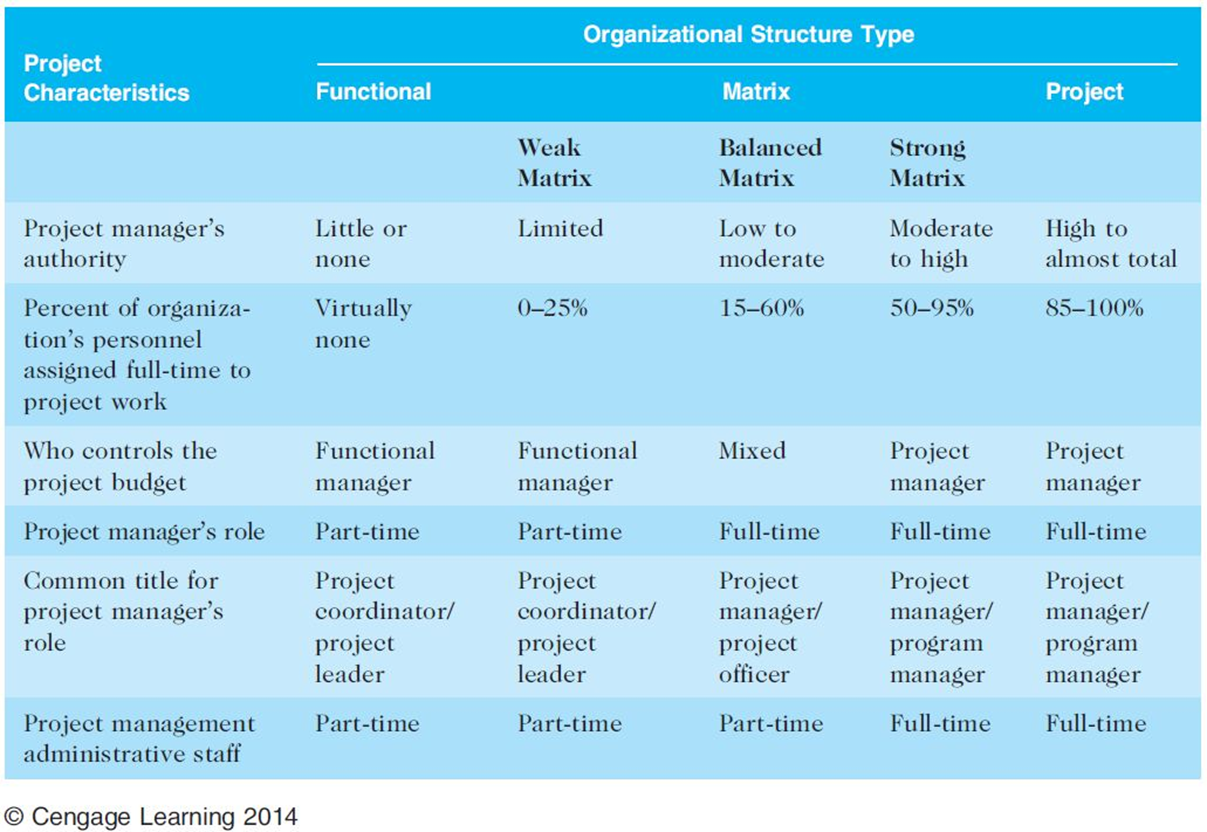 Organizational Structure Type
Project
Characteristics
Functional
Matrix
Project
Weak
Matrix
Balanced
Matrix
Strong
Matrix
Project manager's
authority
Little or
none
Limited
Low to
moderate
Moderate
to high
High to
almost total
Percent of organiza-
tion's personnel
assigned full-time to
project work
Virtually
none
0–25%
15–60%
50–95%
85–100%
Who controls the
project budget
Functional
manager
Functional
manager
Mixed
Project
manager
Project
manager
Project manager's role
Part-time
Part-time
Full-time
Full-time
Full-time
Common title for
project manager's
role
Project
coordinator/
project
leader
Project
coordinator/
project
leader
Project
manager/
project
officer
Project
manager/
program
manager
Project
manager/
program
manager
Project management
administrative staff
Part-time
Part-time
Part-time
Full-time
Full-time
© Cengage Learning 2014